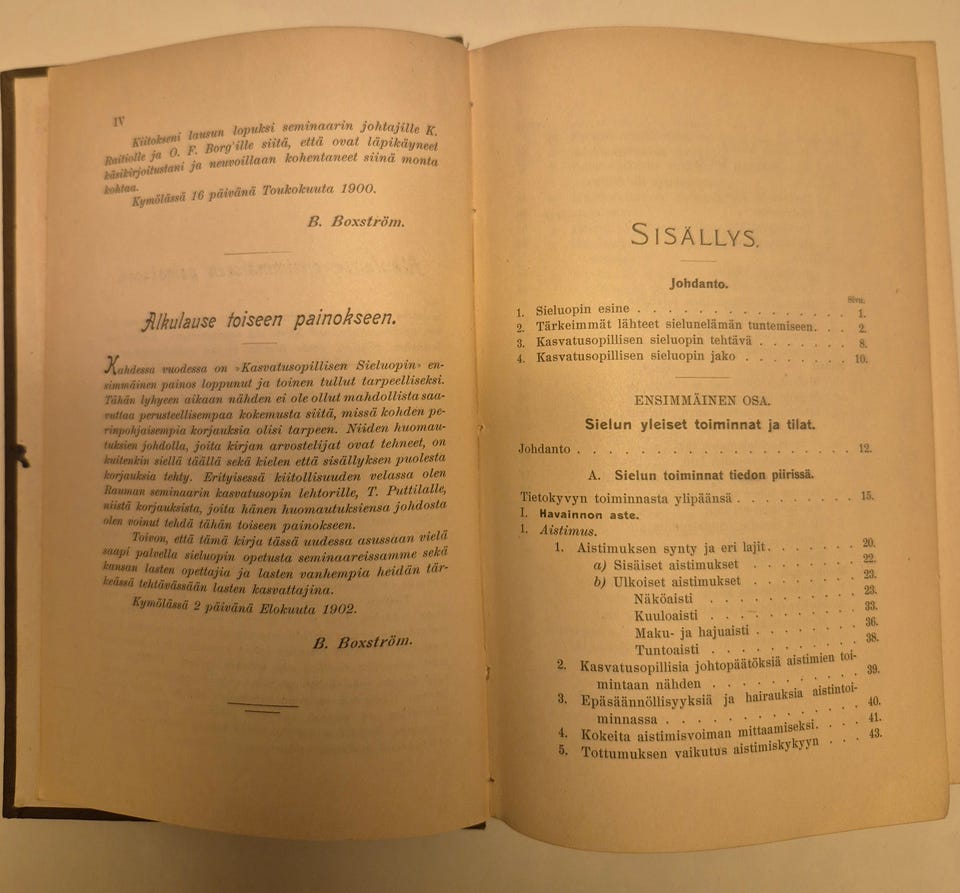 IV
Kiitokseni lausun lopuksi seminaarin johtajille K.
Raitiolle ja O. F. Borg'ille siitä, että ovat läpikäyneet
käsikirjoitustani ja neuvoillaan kohentaneet siinä monta
kohtaa.
Kymölässä 16 päivänä Toukokuuta 1900.
B. Boxström.
Alkulause toiseen painokseen.
Kahdessa vuodessa on »Kasvatusopillisen Sieluopin» en-
simmäinen painos loppunut ja toinen tullut tarpeelliseksi.
Tähän lyhyeen aikaan nähden ei ole ollut mahdollista saa-
vuttaa perusteellisempaa kokemusta siitä, missä kohden pe-
rinpohjaisempia korjauksia olisi tarpeen. Niiden huomau-
tuksien johdolla, joita kirjan arvostelijat ovat tehneet, on
kuitenkin siellä täällä sekä kielen että sisällyksen puolesta
korjauksia tehty. Erityisessä kiitollisuuden velassa olen
Rauman seminaarin kasvatusopin lehtorille, T. Puttilalle,
niistä korjauksista, joita hänen huomautuksiensa johdosta
olen voinut tehdä tähän toiseen painokseen.
Toivon, että tämä kirja tässä uudessa asussaan vielä
saapi palvella sieluopin opetusta seminaareissamme sekä
kansan lasten opettajia ja lasten vanhempia heidän tär-
keässä tehtävässään lasten kasvattajina.
Kymölässä 2 päivänä Elokuuta 1902.
B. Boxström.
SISÄLLYS.
Johdanto.
Sivu.
1. Sieluopin esine . . . . . . . . . . . . . . . 1.
2. Tärkeimmät lähteet sielunelämän tuntemiseen. . . 2.
3. Kasvatusopillisen sieluopin tehtävä . . . . . . . 8.
4. Kasvatusopillisen sieluopin jako . . . . . . . . 10.
ENSIMMÄINEN OSA.
Sielun yleiset toiminnat ja tilat.
Johdanto . . . . . . . . . . . . . . . . . . 12.
A. Sielun toiminnat tiedon piirissä.
Tietokyvyn toiminnasta ylipäänsä . . . . . . . . . 15.
I. Havainnon aste.
1. Aistimus.
1. Aistimuksen synty ja eri lajit. . . . . . . 20.
a) Sisäiset aistimukset . . . . . . . 22.
b) Ulkoiset aistimukset . . . . . . . 23.
Näköaisti . . . . . . . . . 23.
Kuuloaisti . . . . . . . . . 33.
Maku- ja hajuaisti . . . . . . . 36.
Tuntoaisti . . . . . . . . . 38.
2. Kasvatusopillisia johtopäätöksiä aistimien toi-
mintaan nähden . . . . . . . . . . 39.
3. Epäsäännöllisyyksiä ja hairauksia aistintoi-
minnassa . . . . . . . . . . . . 40.
4. Kokeita aistimisvoiman mittaamiseksi. . . . 41.
5. Tottumuksen vaikutus aistimiskykyyn . . . 43.